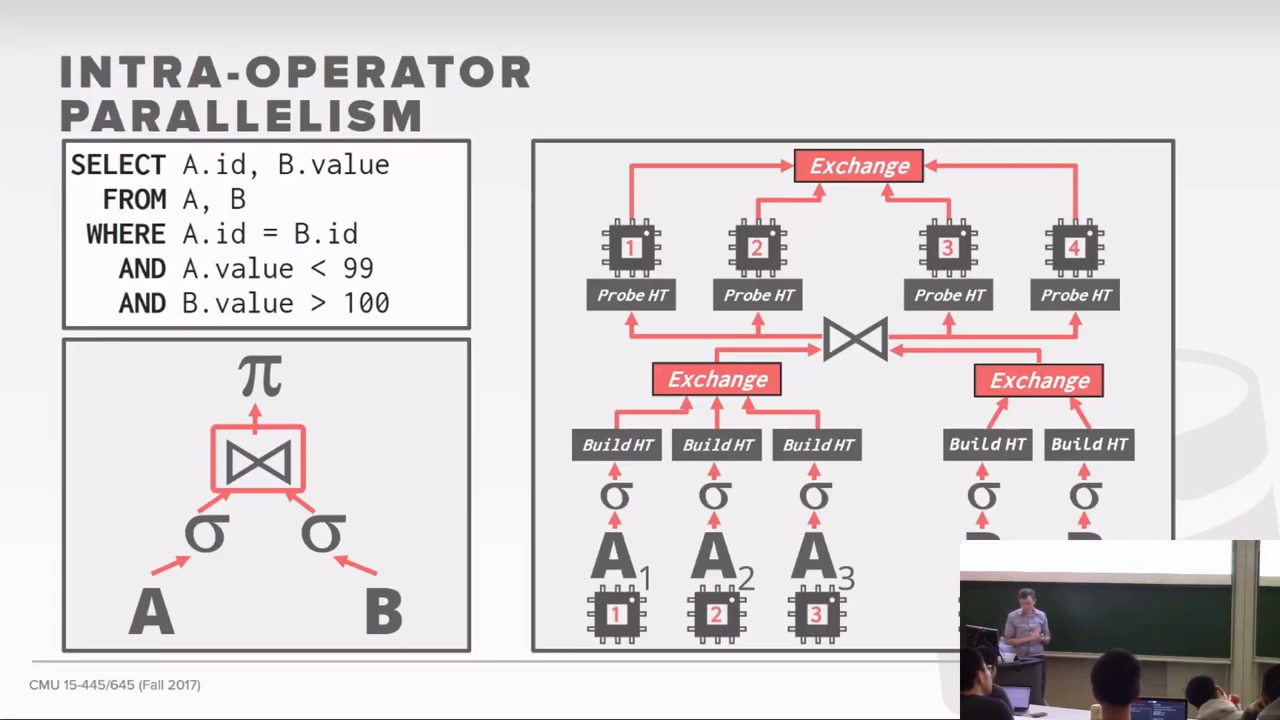 INTRA-OPERATOR
PARALLELISM
SELECT A.id, B.value
FROM A, B
WHERE A.id = B.id
AND A.value < 99
AND B.value > 100
π
σ σ
A B
Exchange
1 2 3 4
Probe HT Probe HT Probe HT Probe HT
Exchange Exchange
Build HT Build HT Build HT Build HT Build HT
σ σ σ σ σ
A1 A2 A3
1 2 3
CMU 15-445/645 (Fall 2017)